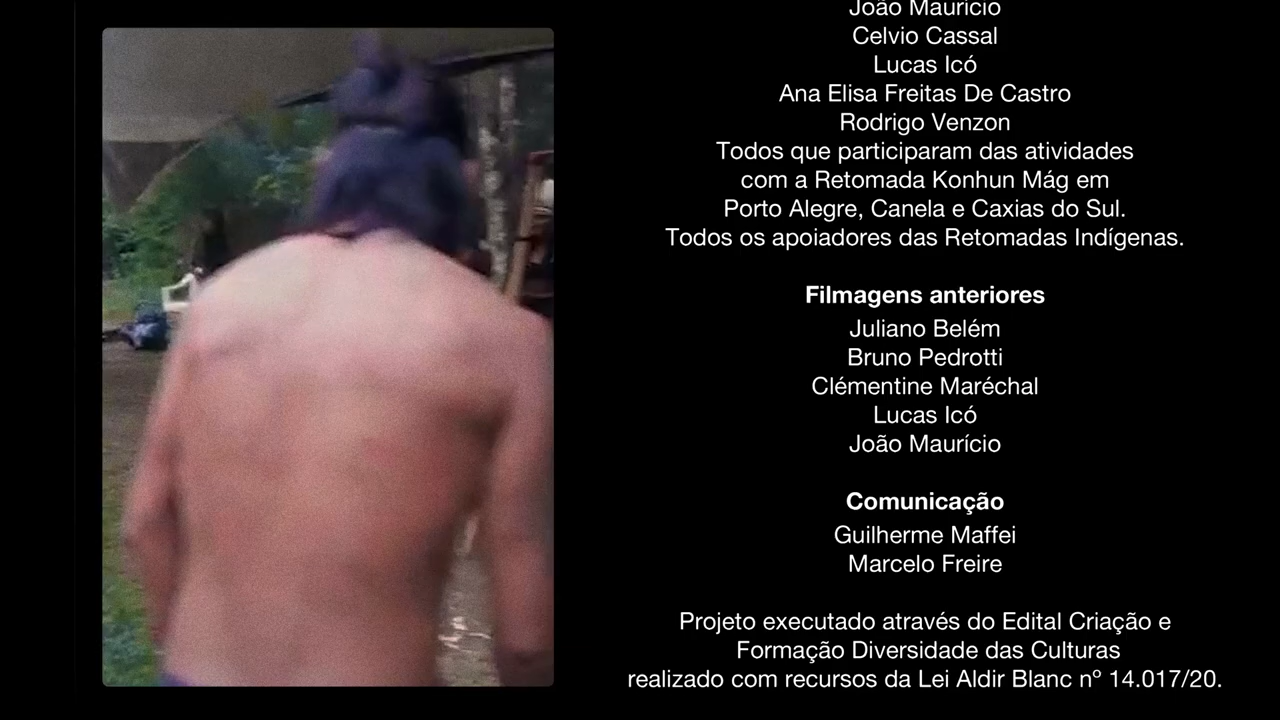 João Maurício
Celvio Cassal
Lucas Icó
Ana Elisa Freitas De Castro
Rodrigo Venzon
Todos que participaram das atividades
com a Retomada Konhun Mág em
Porto Alegre, Canela e Caxias do Sul.
Todos os apoiadores das Retomadas Indígenas.
Filmagens anteriores
Juliano Belém
Bruno Pedrotti
Clémentine Maréchal
Lucas Icó
João Maurício
Comunicação
Guilherme Maffei
Marcelo Freire
Projeto executado através do Edital Criação e
Formação Diversidade das Culturas
realizado com recursos da Lei Aldir Blanc nº 14.017/20.